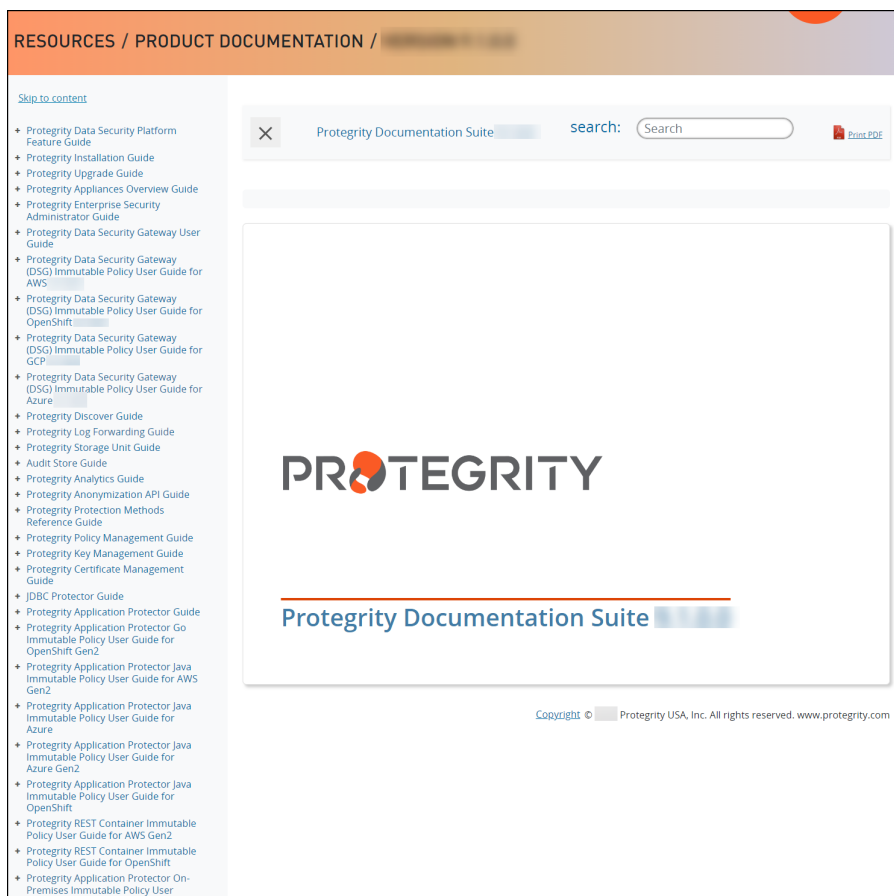 RESOURCES / PRODUCT DOCUMENTATION /
Skip to content
+ Protegrity Data Security Platform
Feature Guide
+ Protegrity Installation Guide
+ Protegrity Upgrade Guide
+ Protegrity Appliances Overview Guide
+ Protegrity Enterprise Security
Administrator Guide
+ Protegrity Data Security Gateway User
Guide
+ Protegrity Data Security Gateway
(DSG) Immutable Policy User Guide for
AWS
+ Protegrity Data Security Gateway
(DSG) Immutable Policy User Guide for
OpenShift
+ Protegrity Data Security Gateway
(DSG) Immutable Policy User Guide for
GCP
+ Protegrity Data Security Gateway
(DSG) Immutable Policy User Guide for
Azure
+ Protegrity Discover Guide
+ Protegrity Log Forwarding Guide
+ Protegrity Storage Unit Guide
+ Audit Store Guide
+ Protegrity Analytics Guide
+ Protegrity Anonymization API Guide
+ Protegrity Protection Methods
Reference Guide
+ Protegrity Policy Management Guide
+ Protegrity Key Management Guide
+ Protegrity Certificate Management
Guide
+ JDBC Protector Guide
+ Protegrity Application Protector Guide
+ Protegrity Application Protector Go
Immutable Policy User Guide for
OpenShift Gen2
+ Protegrity Application Protector Java
Immutable Policy User Guide for AWS
Gen2
+ Protegrity Application Protector Java
Immutable Policy User Guide for
Azure
+ Protegrity Application Protector Java
Immutable Policy User Guide for
Azure Gen2
+ Protegrity Application Protector Java
Immutable Policy User Guide for
OpenShift
+ Protegrity REST Container Immutable
Policy User Guide for AWS Gen2
+ Protegrity REST Container Immutable
Policy User Guide for OpenShift
+ Protegrity Application Protector On-
Premises Immutable Policy User
Protegrity Documentation Suite search: Search Print PDF
PROTEGRITY
Protegrity Documentation Suite
Copyright © Protegrity USA, Inc. All rights reserved. www.protegrity.com